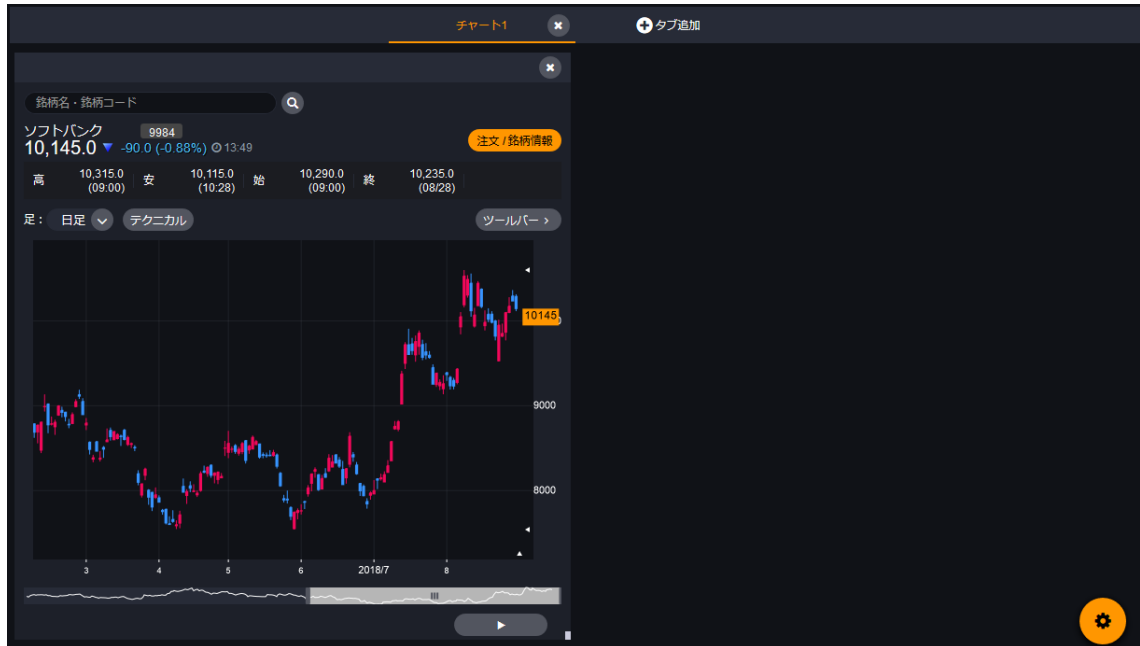 チャート1 タブ追加
銘柄名・銘柄コード
ソフトバンク 9984
10,145.0 ▼ -90.0 (-0.88%) 13:49 注文 / 銘柄情報
高 10,315.0 安 10,115.0 始 10,290.0 終 10,235.0
(09:00) (10:28) (09:00) (08/28)
足： 日足 テクニカル ツールバー ›
10145
9000
8000
3 4 5 6 2018/7 8